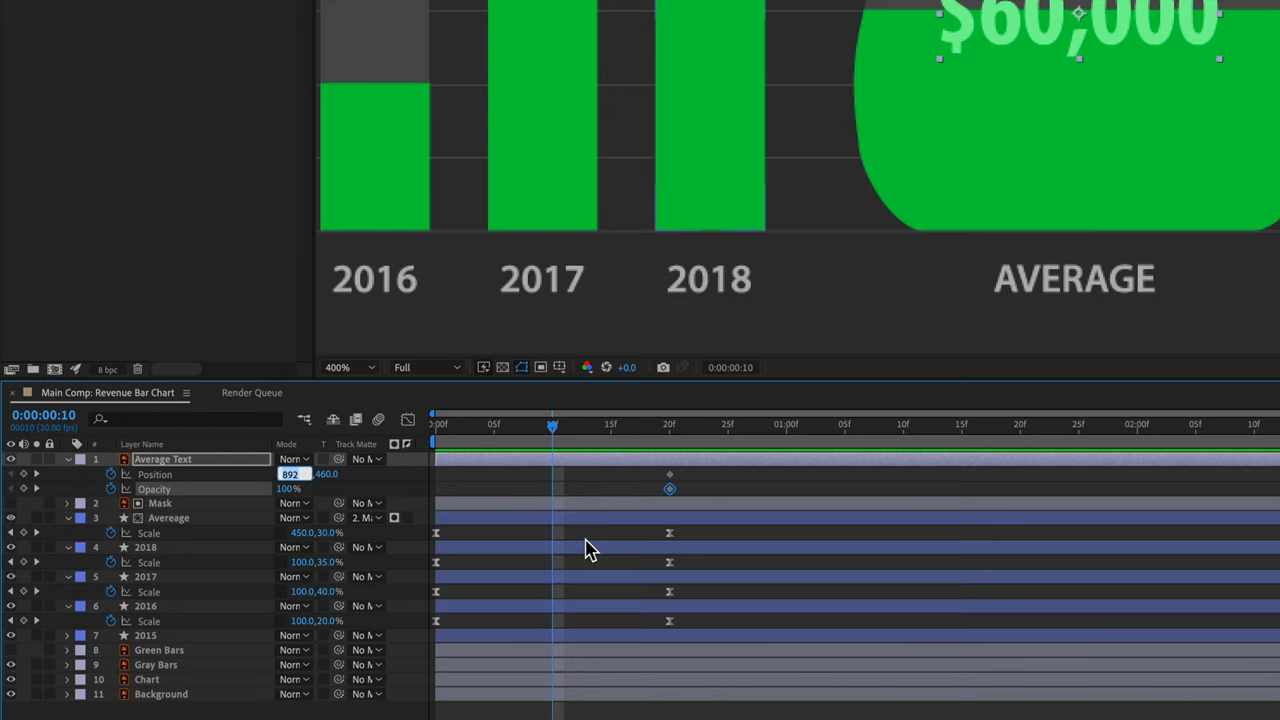 $60,000
2016 2017 2018 AVERAGE
8 bpc 400% Full +0.0 0:00:00:10
× Main Comp: Revenue Bar Chart Render Queue
0:00:00:10
00010 (30.00 fps)
:00f 05f 15f 20f 25f 01:00f 05f 10f 15f 20f 25f 02:00f 05f 10f
# Layer Name Mode T Track Matte
1 Average Text Norn No M
Position 892 ,460.0
Opacity 100%
2 Mask Norn No M
3 Avereage Norn 2. Ma
Scale 450.0,30.0%
4 2018 Norn No M
Scale 100.0,35.0%
5 2017 Norn No M
Scale 100.0,40.0%
6 2016 Norn No M
Scale 100.0,20.0%
7 2015 Norn No M
8 Green Bars Norn No M
9 Gray Bars Norn No M
10 Chart Norn No M
11 Background Norn No M